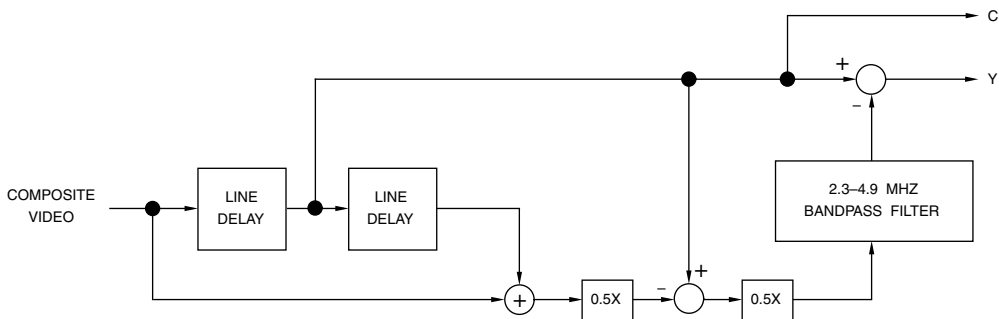 C
+
Y
–
COMPOSITE
VIDEO
LINE
DELAY
LINE
DELAY
2.3–4.9 MHZ
BANDPASS FILTER
+
+
0.5X
–
0.5X